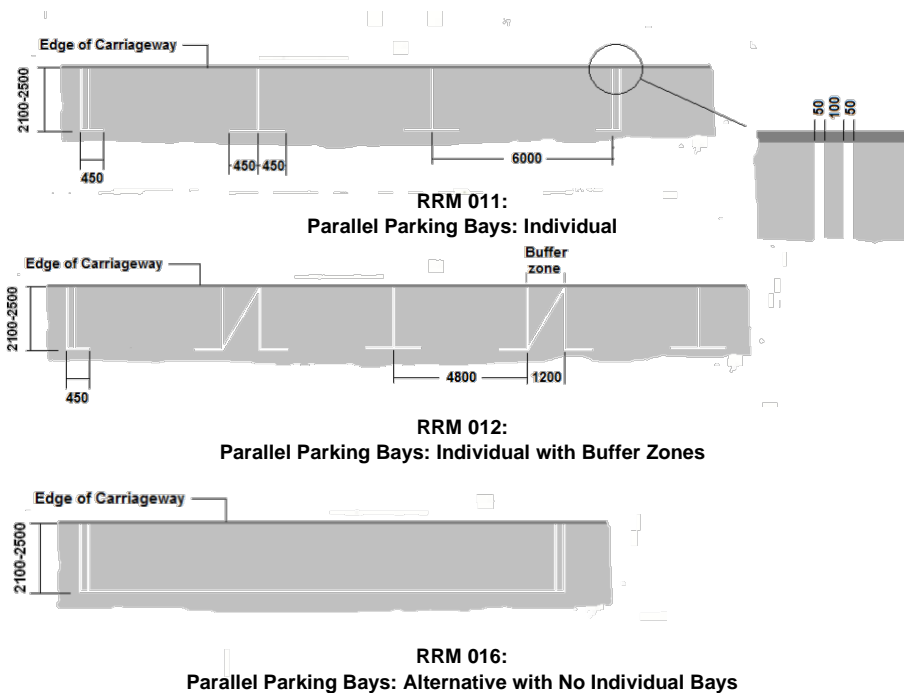 Edge of Carriageway
2100-2500
450
450 450
6000
50 100 50
RRM 011:
Parallel Parking Bays: Individual
Edge of Carriageway
Buffer
zone
2100-2500
450
4800
1200
RRM 012:
Parallel Parking Bays: Individual with Buffer Zones
Edge of Carriageway
2100-2500
RRM 016:
Parallel Parking Bays: Alternative with No Individual Bays